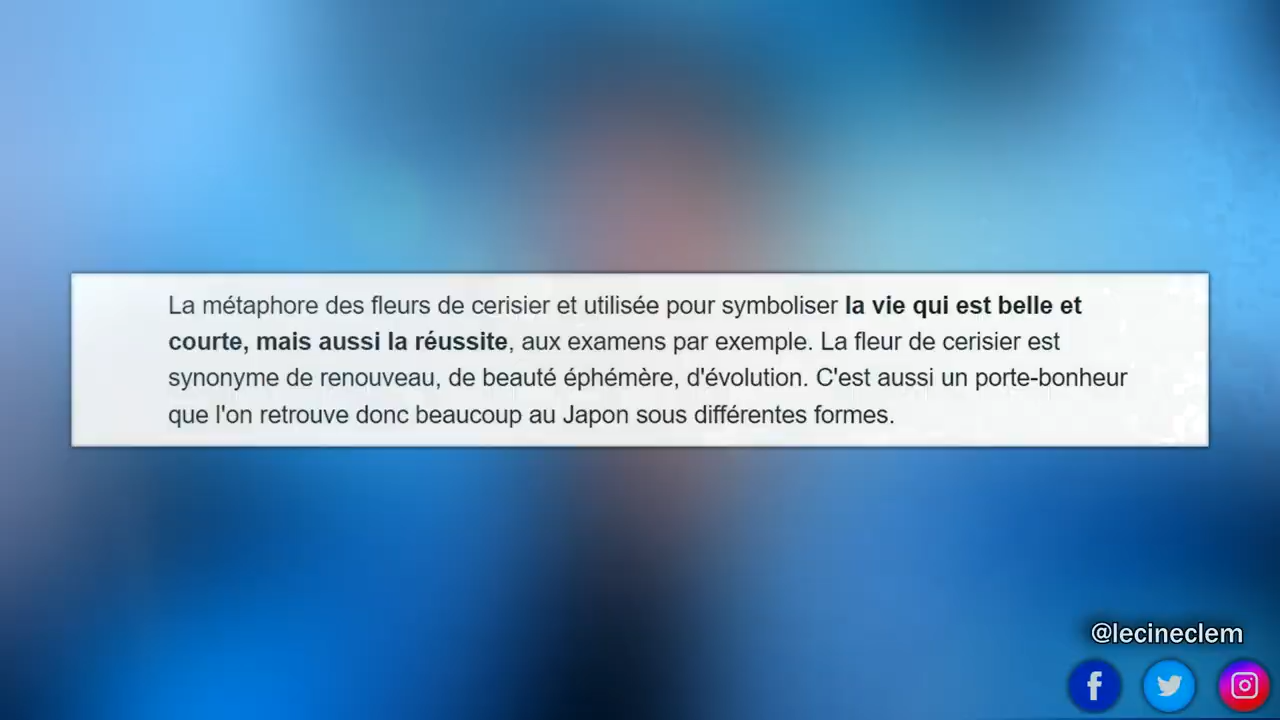 La métaphore des fleurs de cerisier et utilisée pour symboliser la vie qui est belle et
courte, mais aussi la réussite, aux examens par exemple. La fleur de cerisier est
synonyme de renouveau, de beauté éphémère, d'évolution. C'est aussi un porte-bonheur
que l'on retrouve donc beaucoup au Japon sous différentes formes.
@lecineclem